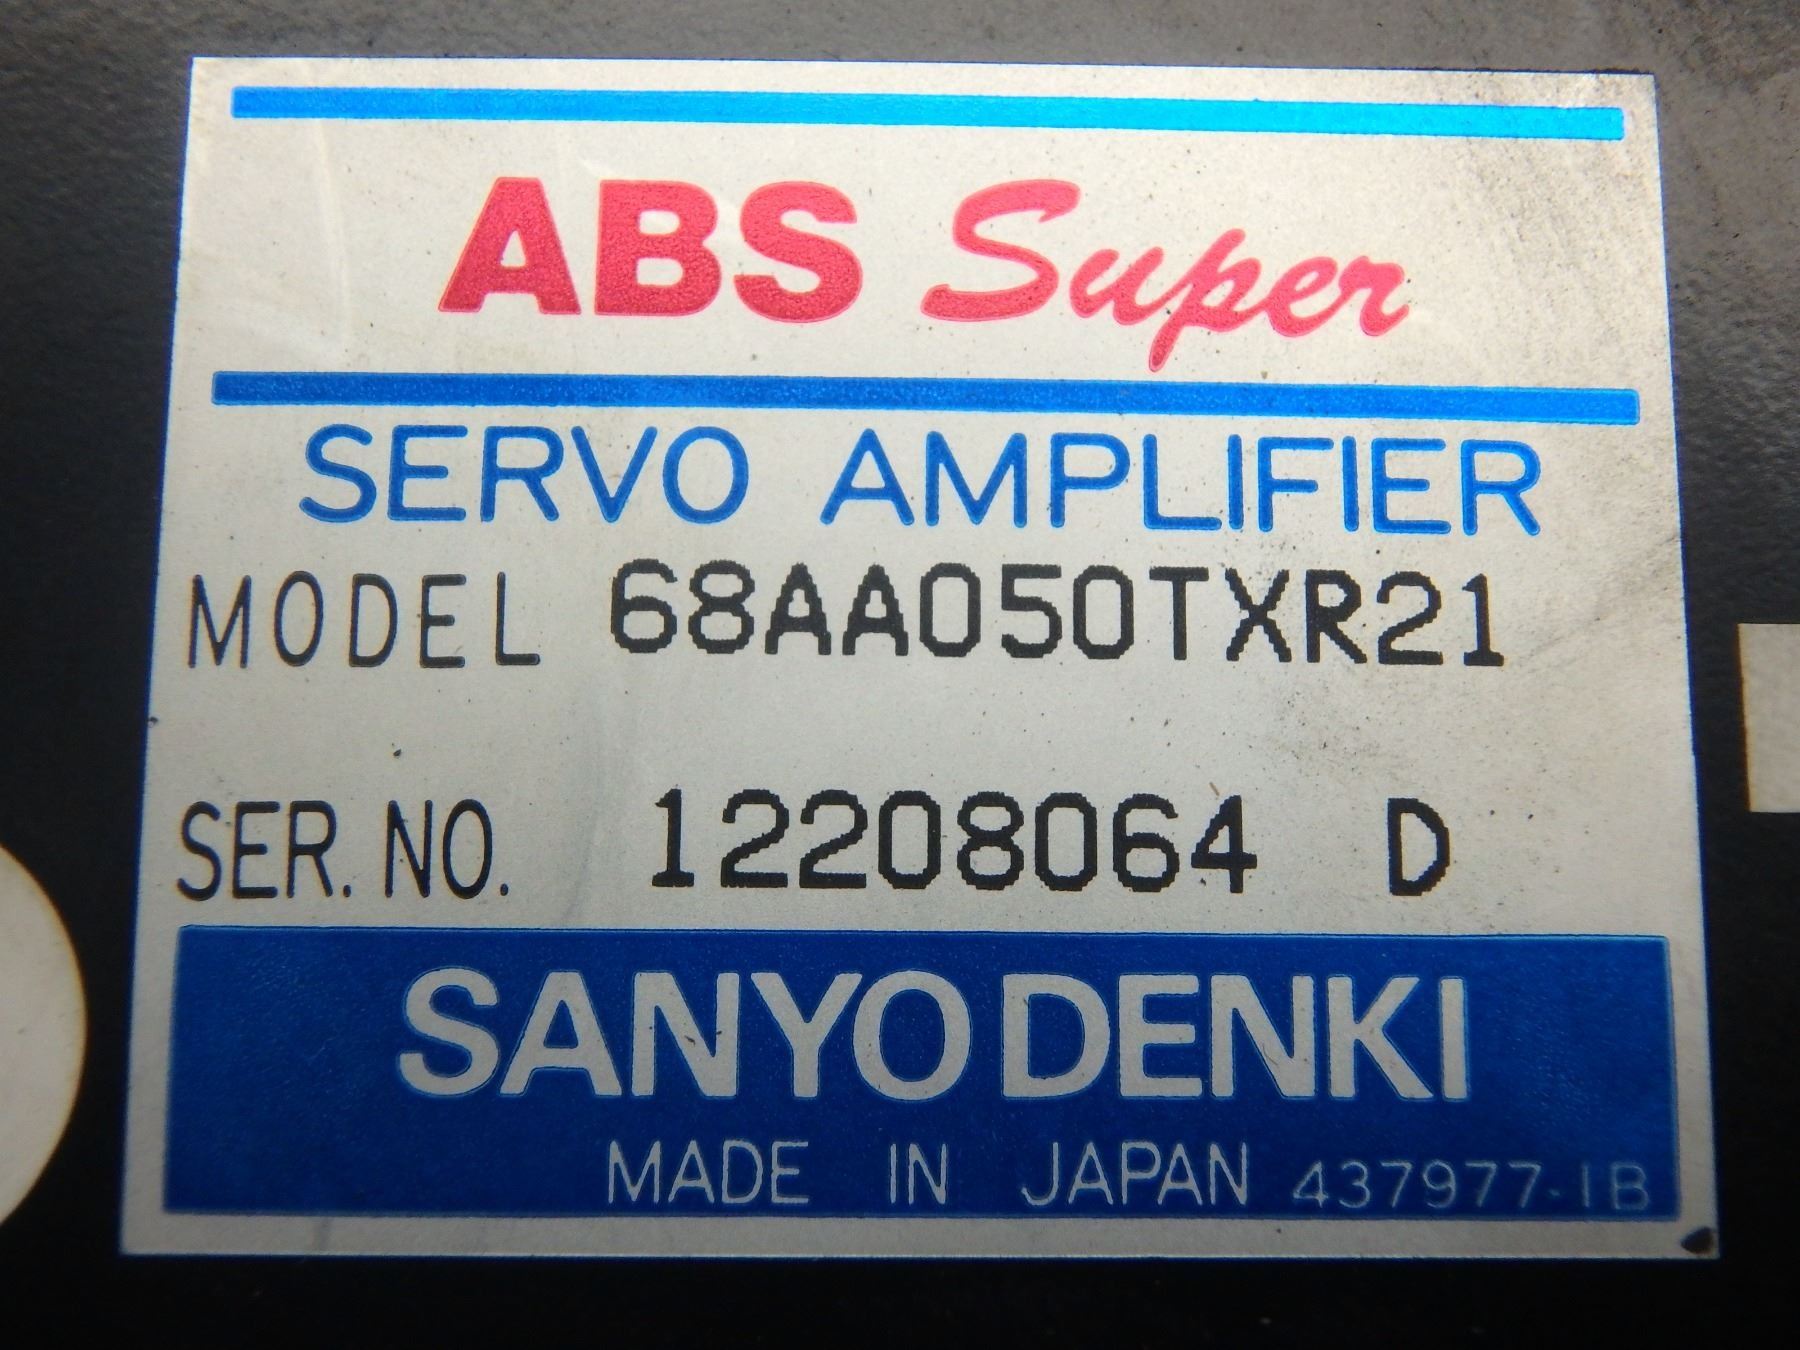 ABS Super
SERVO AMPLIFIER
MODEL 68AA050TXR21
SER. NO. 12208064 D
SANYO DENKI
MADE IN JAPAN 437977-1B